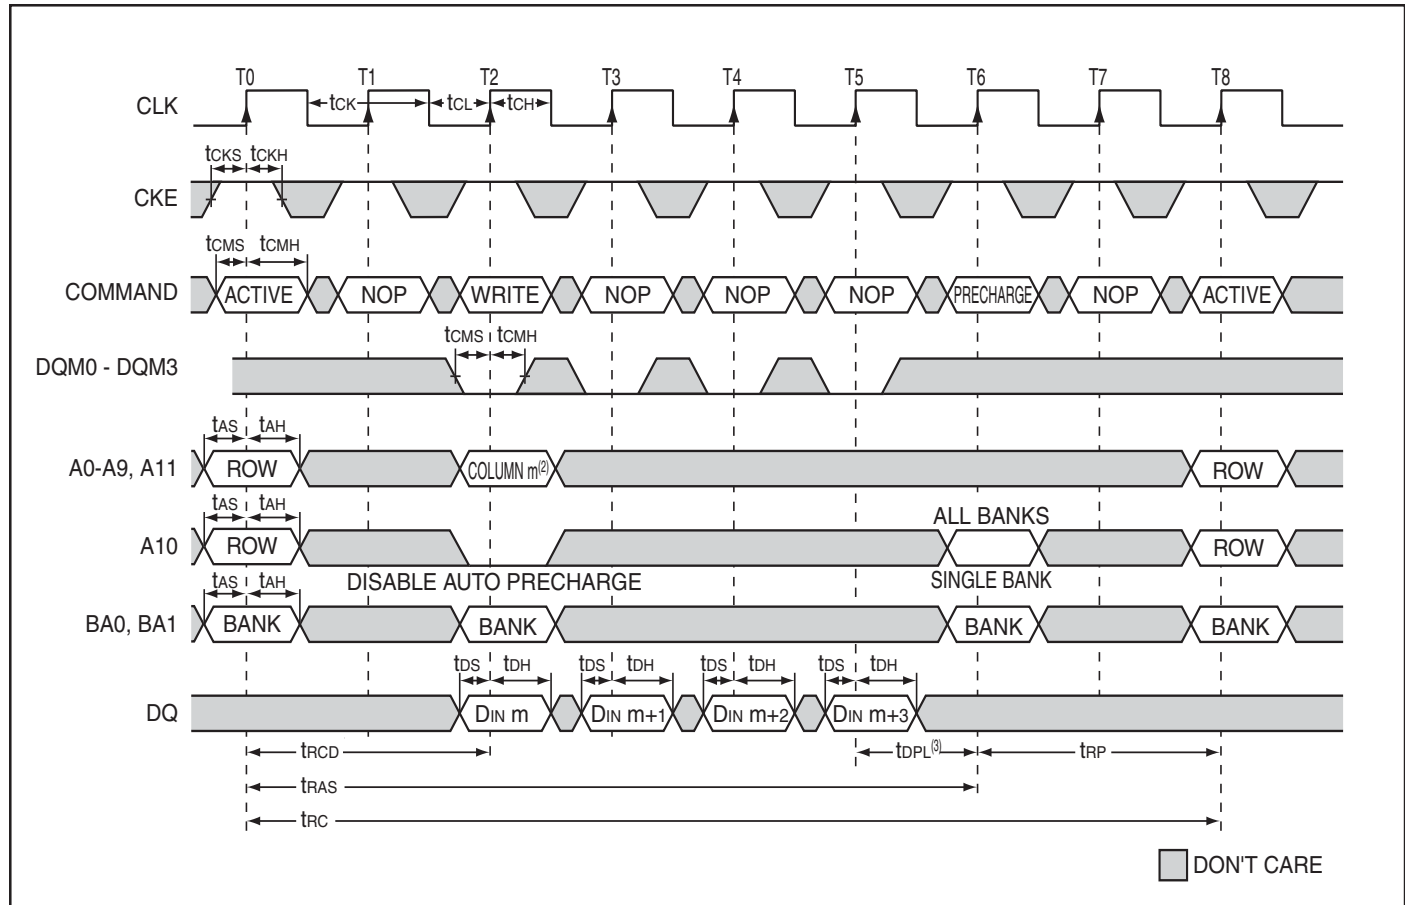 T0 T1 T2 T3 T4 T5 T6 T7 T8
CLK tCK tCL tCH
tCKS tCKH
CKE
tCMS tCMH
COMMAND ACTIVE NOP WRITE NOP NOP NOP PRECHARGE NOP ACTIVE
tCMS tCMH
DQM0 - DQM3
tAS tAH
A0-A9, A11 ROW COLUMN m(2) ROW
tAS tAH ALL BANKS
A10 ROW ROW
tAS tAH DISABLE AUTO PRECHARGE SINGLE BANK
BA0, BA1 BANK BANK BANK BANK
tDS tDH tDS tDH tDS tDH tDS tDH
DQ DIN m DIN m+1 DIN m+2 DIN m+3
tRCD tDPL(3) tRP
tRAS
tRC
DON'T CARE